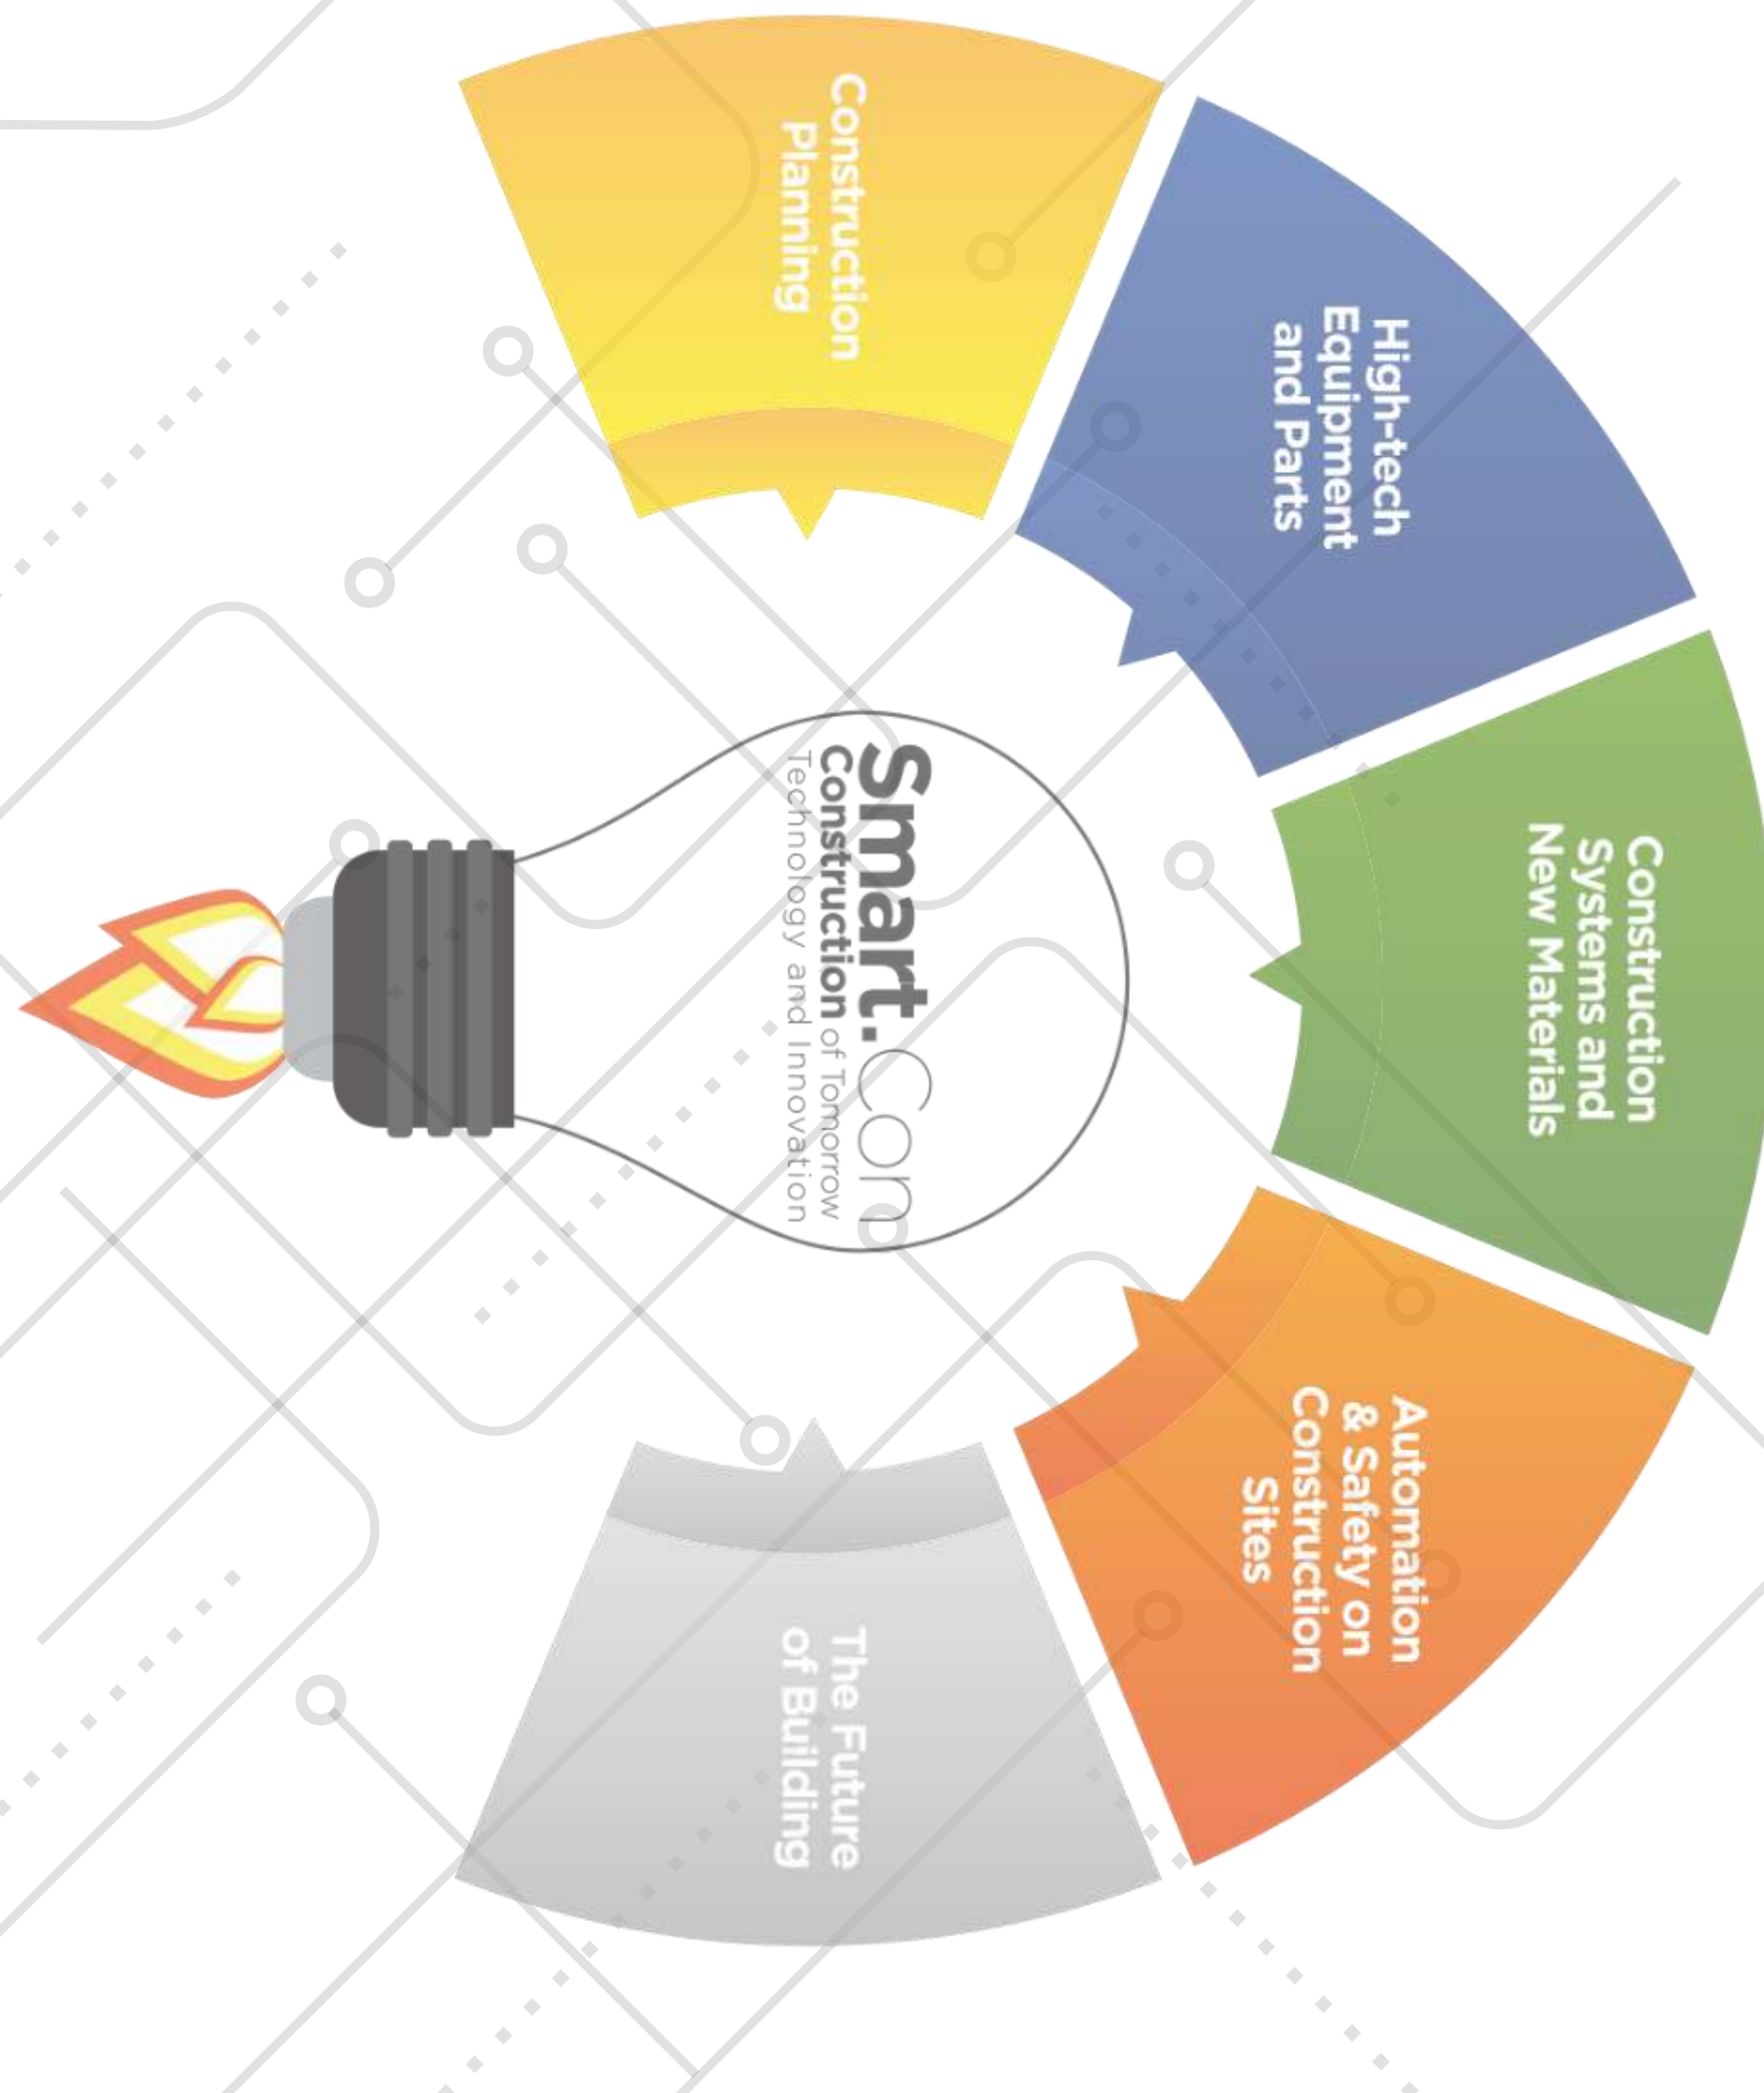 Construction
Planning
High-tech
Equipment
and Parts
Construction
Systems and
New Materials
Automation
& Safety on
Construction
Sites
The Future
of Building
Smart.con
Construction of Tomorrow
Technology and Innovation